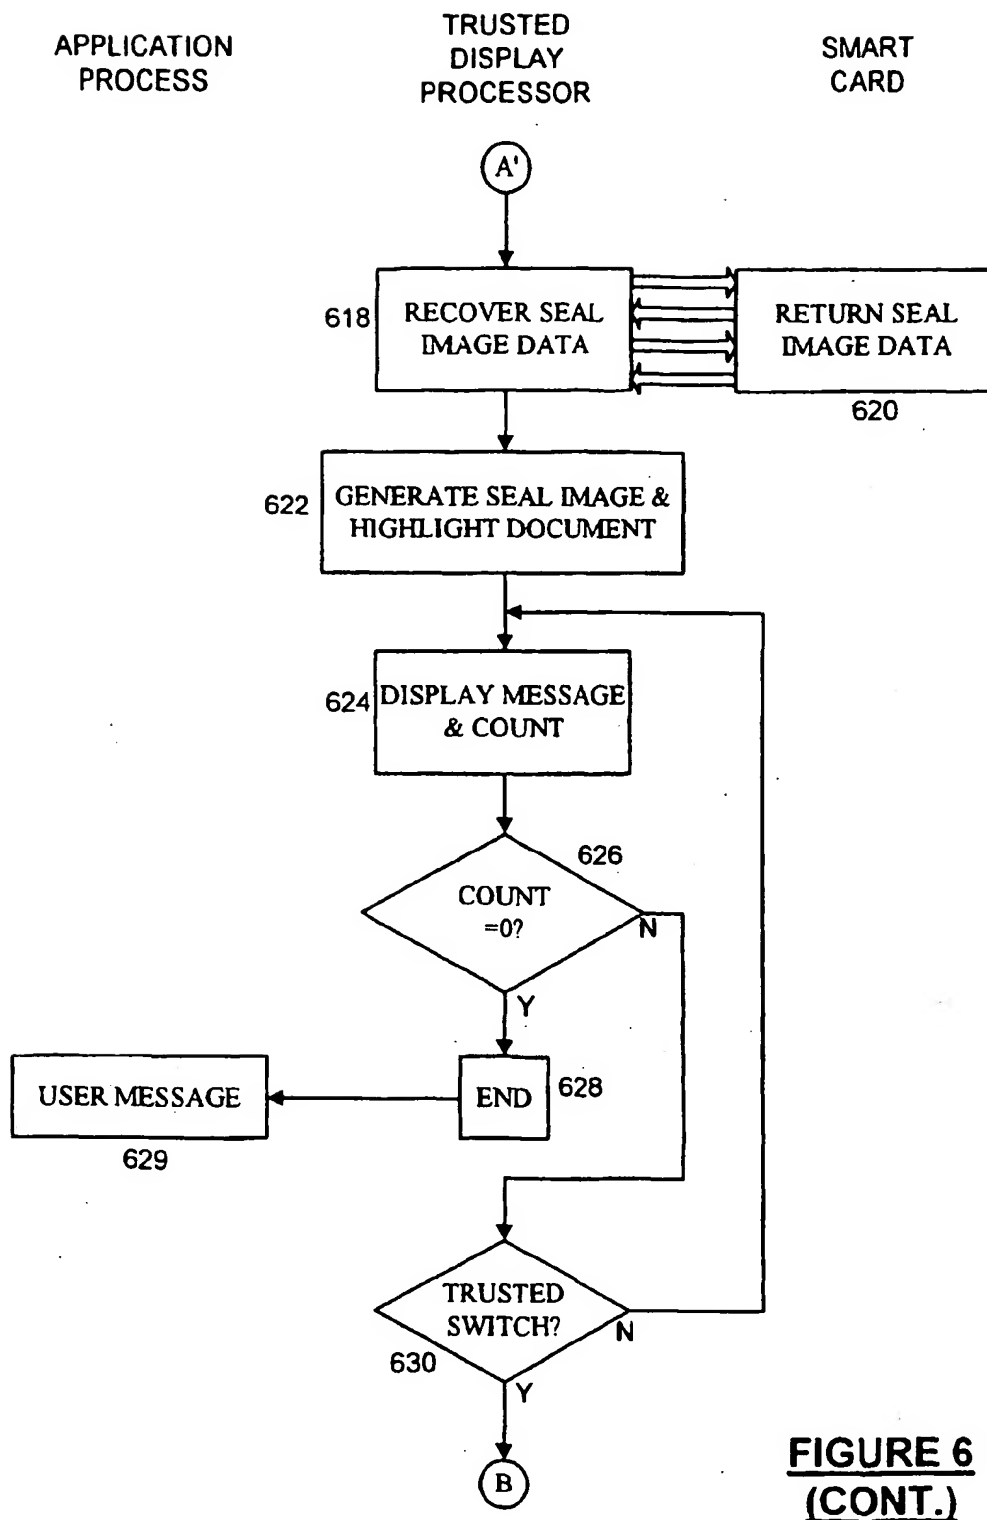 APPLICATION
PROCESS
TRUSTED
DISPLAY
PROCESSOR
SMART
CARD
A'
618
RECOVER SEAL
IMAGE DATA
RETURN SEAL
IMAGE DATA
620
622
GENERATE SEAL IMAGE &
HIGHLIGHT DOCUMENT
624
DISPLAY MESSAGE
& COUNT
626
COUNT
=0?
N
Y
USER MESSAGE
629
END
628
TRUSTED
SWITCH?
N
630
Y
B
FIGURE 6
(CONT.)